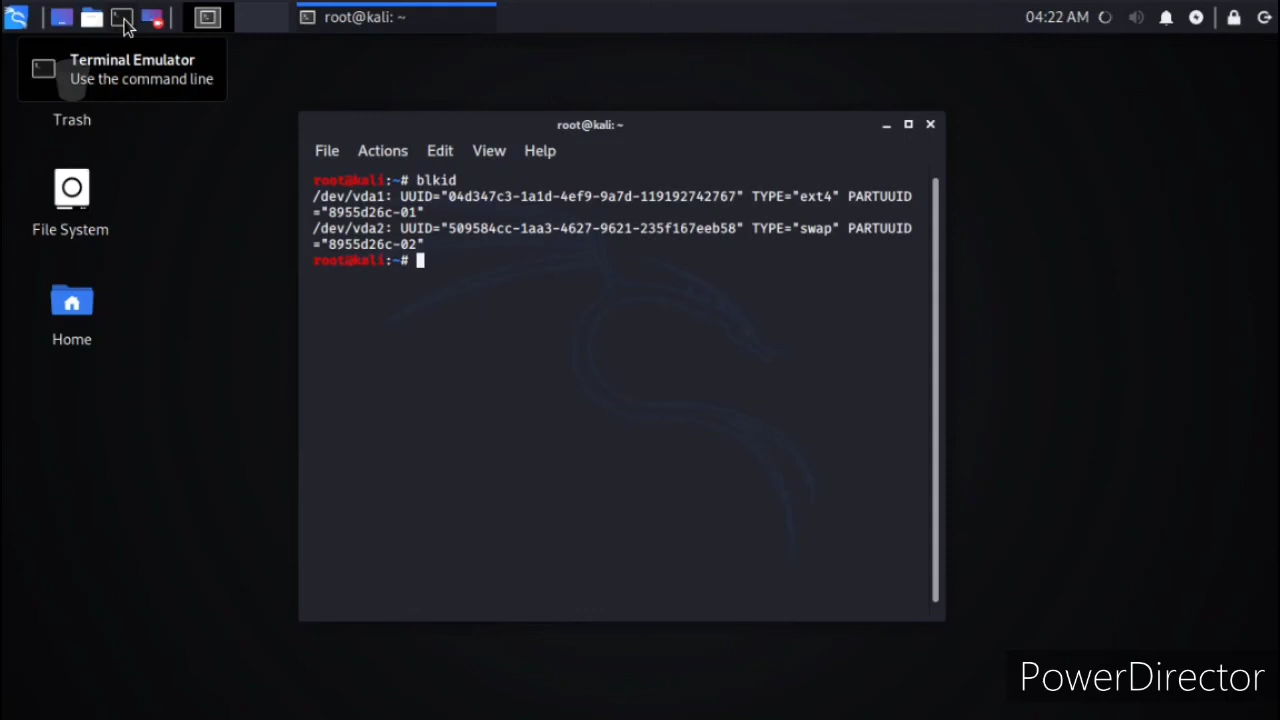 root@kali: ~
04:22 AM
Terminal Emulator
Use the command line
Trash
File System
Home
root@kali: ~
File Actions Edit View Help
root@kali:~# blkid
/dev/vda1: UUID="04d347c3-1a1d-4ef9-9a7d-119192742767" TYPE="ext4" PARTUUID
="8955d26c-01"
/dev/vda2: UUID="509584cc-1aa3-4627-9621-235f167eeb58" TYPE="swap" PARTUUID
="8955d26c-02"
root@kali:~#
PowerDirector